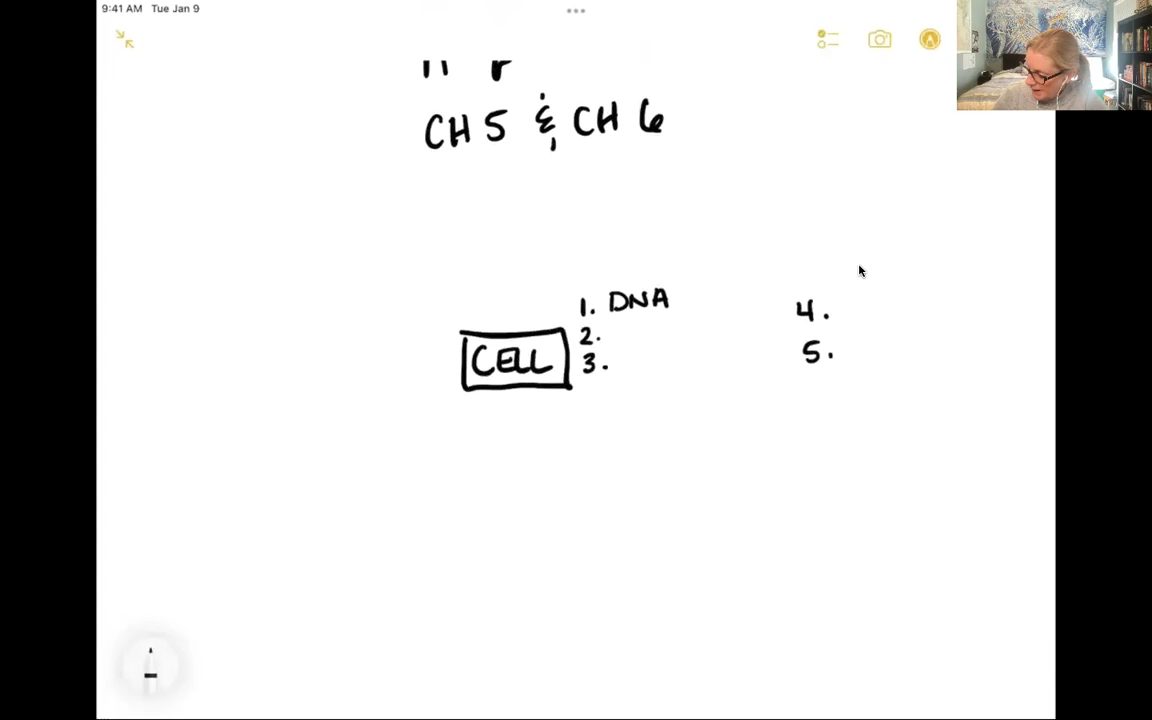 9:41 AM Tue Jan 9
CH 5 & CH 6
1. DNA
2.
3.
CELL
4.
5.